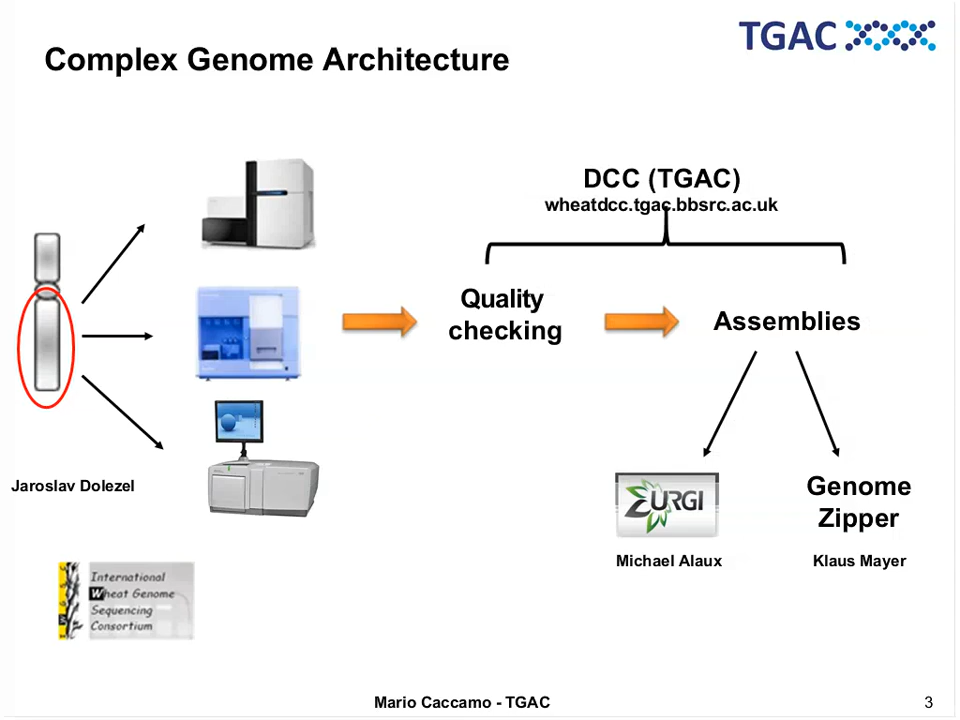 TGAC
Complex Genome Architecture
DCC (TGAC)
wheatdcc.tgac.bbsrc.ac.uk
Quality
checking
Assemblies
Jaroslav Dolezel
URGI
Genome
Zipper
Michael Alaux
Klaus Mayer
International
Wheat Genome
Sequencing
Consortium
Mario Caccamo - TGAC
3